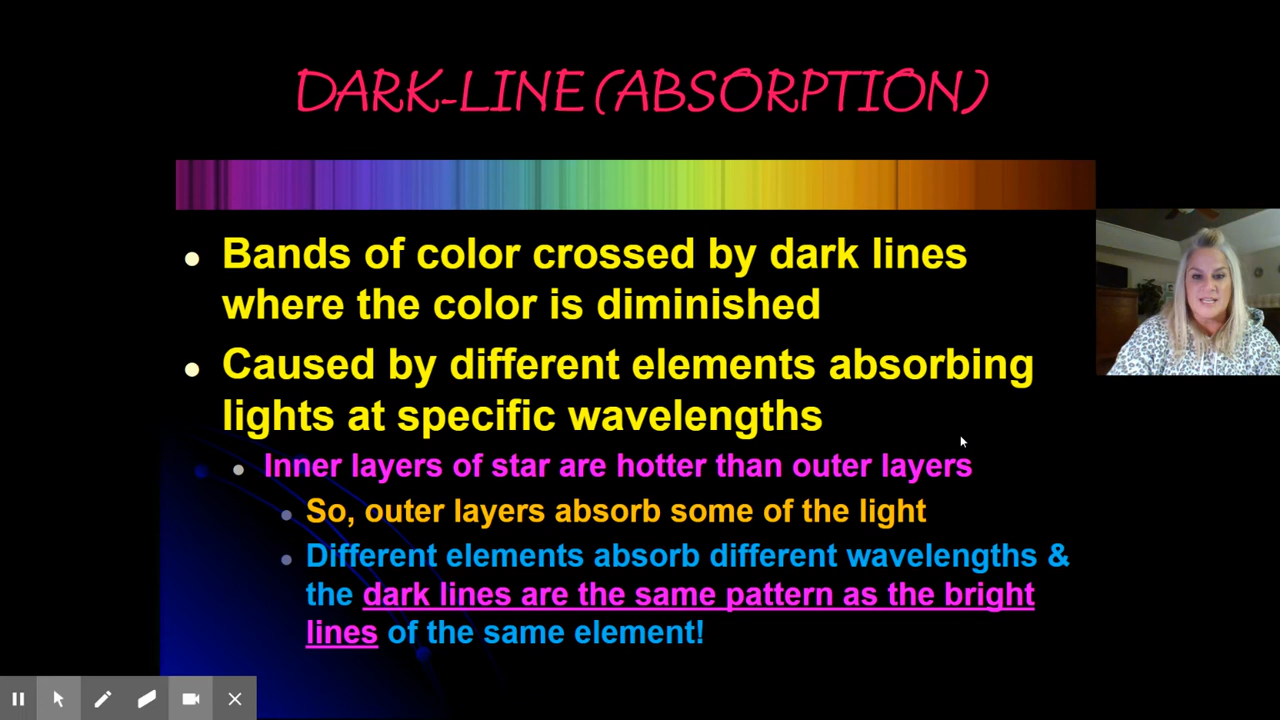 DARK-LINE (ABSORPTION)
Bands of color crossed by dark lines
where the color is diminished
Caused by different elements absorbing
lights at specific wavelengths
Inner layers of star are hotter than outer layers
So, outer layers absorb some of the light
Different elements absorb different wavelengths &
the dark lines are the same pattern as the bright
lines of the same element!